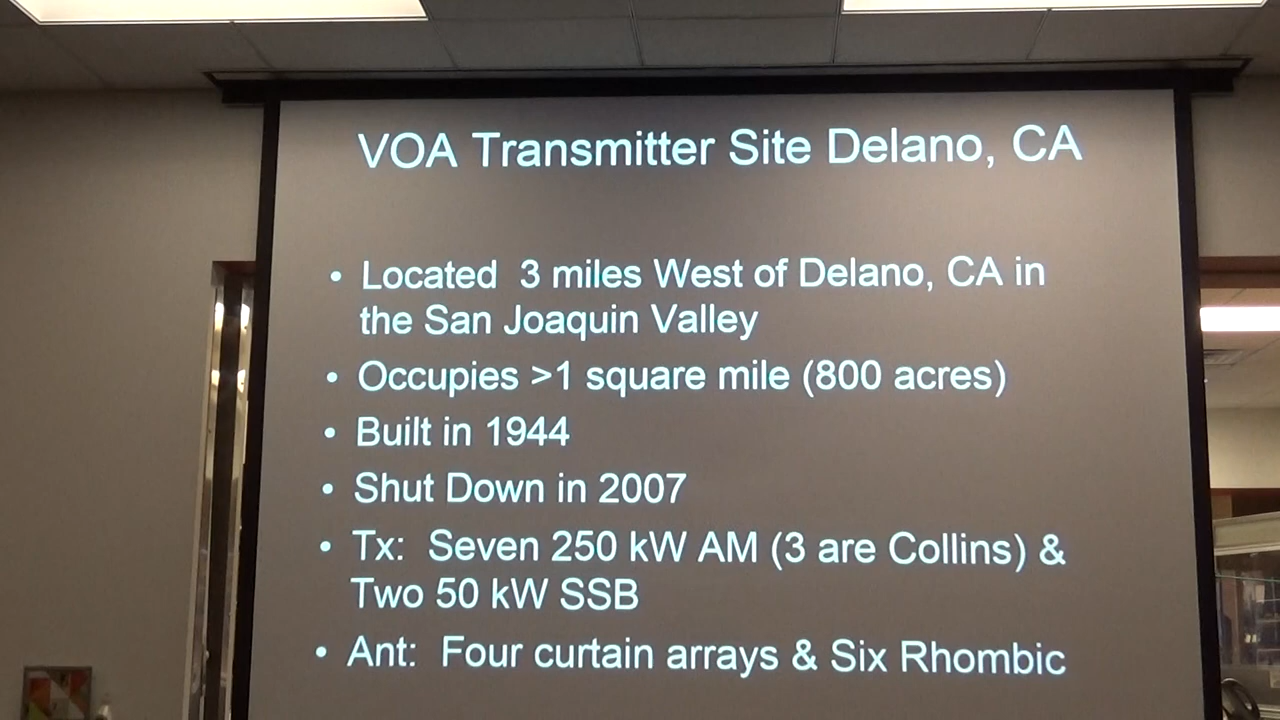 VOA Transmitter Site Delano, CA
• Located  3 miles West of Delano, CA in
the San Joaquin Valley
• Occupies >1 square mile (800 acres)
• Built in 1944
• Shut Down in 2007
• Tx:  Seven 250 kW AM (3 are Collins) &
Two 50 kW SSB
• Ant:  Four curtain arrays & Six Rhombic